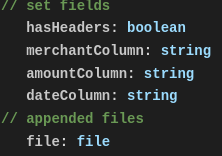 // set fields
hasHeaders: boolean
merchantColumn: string
amountColumn: string
dateColumn: string
// appended files
file: file